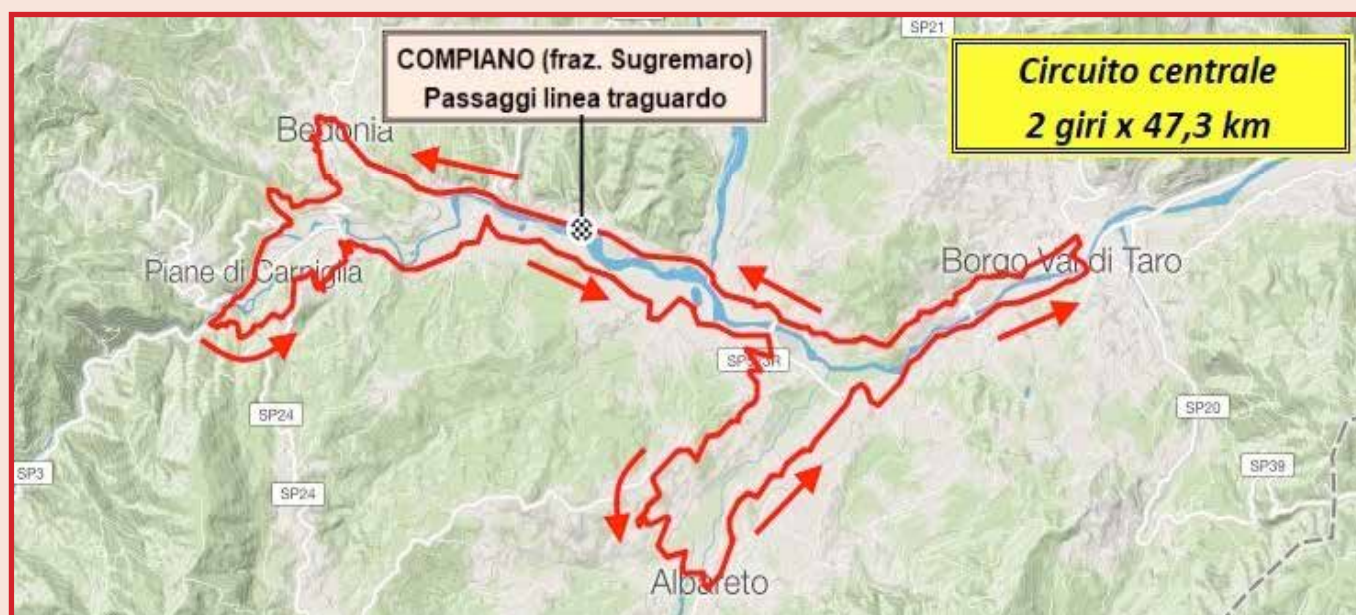 SP21
COMPIANO (fraz. Sugremaro)
Passaggi linea traguardo
Circuito centrale
2 giri x 47,3 km
Bedonia
Piane di Carniglia
Borgo Val di Taro
SP24
SP20
SP3
SP24
SP39
Albareto